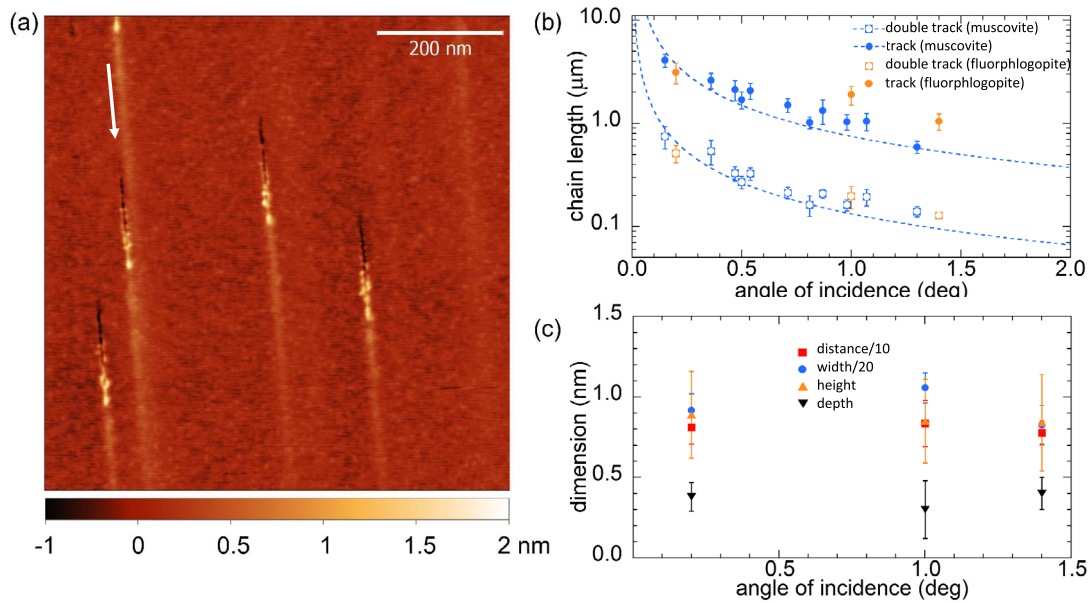 (a)
200 nm
-1 0 0.5 1 1.5 2 nm
(b)
10.0
1.0
0.1
chain length (μm)
double track (muscovite)
track (muscovite)
double track (fluorphlogopite)
track (fluorphlogopite)
0.0 0.5 1.0 1.5 2.0
angle of incidence (deg)
(c)
1.5
1.0
0.5
0.0
dimension (nm)
distance/10
width/20
height
depth
0.5 1.0 1.5
angle of incidence (deg)